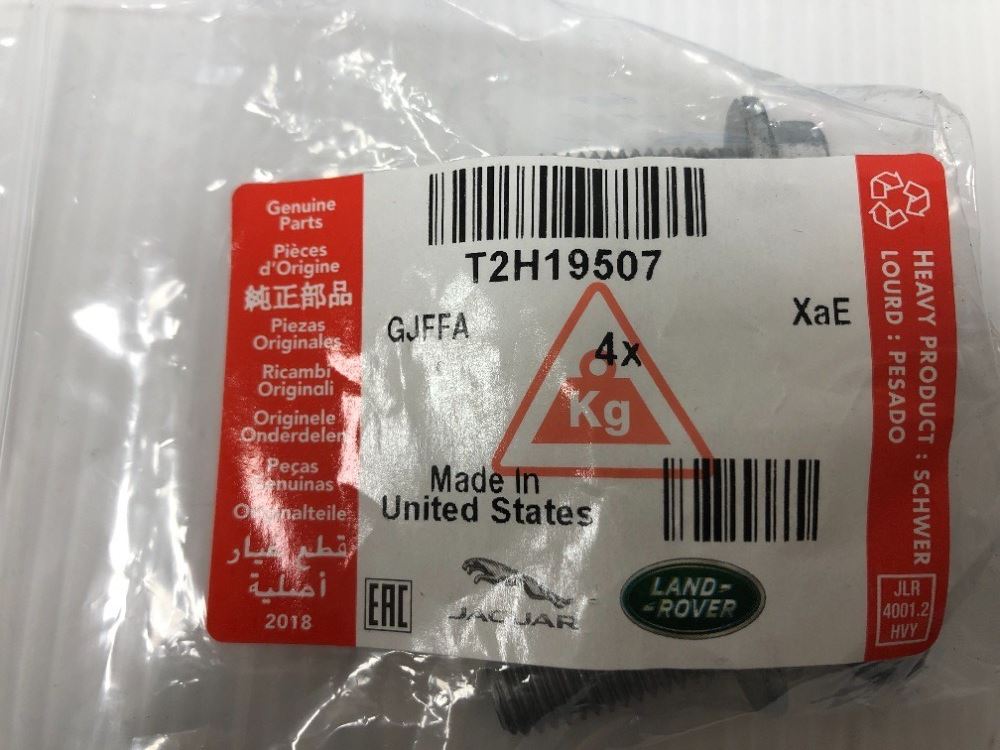 Genuine
Parts
Pièces
d'Origine
純正部品
Piezas
Originales
Ricambi
Originali
Originele
Onderdelen
Peças
Genuinas
Originalteile
قطع غيار
أصلية
2018
T2H19507
GJFFA
XaE
4x
Kg
Made In
United States
EAC
JAGUAR
LAND-
-ROVER
HEAVY PRODUCT : SCHWER
LOURD : PESADO
JLR
4001.2
HVY